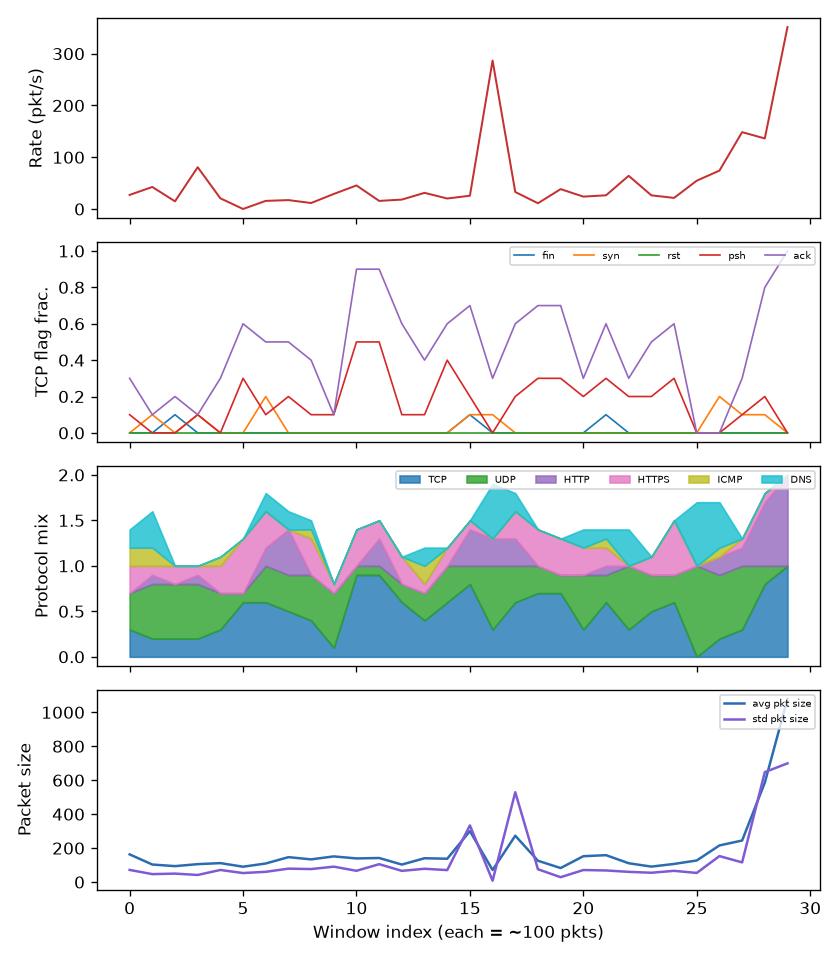 Rate (pkt/s)
300
200
100
0
TCP flag frac.
1.0
0.8
0.6
0.4
0.2
0.0
fin syn rst psh ack
Protocol mix
2.0
1.5
1.0
0.5
0.0
TCP UDP HTTP HTTPS ICMP DNS
Packet size
1000
800
600
400
200
0
avg pkt size
std pkt size
0 5 10 15 20 25 30
Window index (each = ~100 pkts)